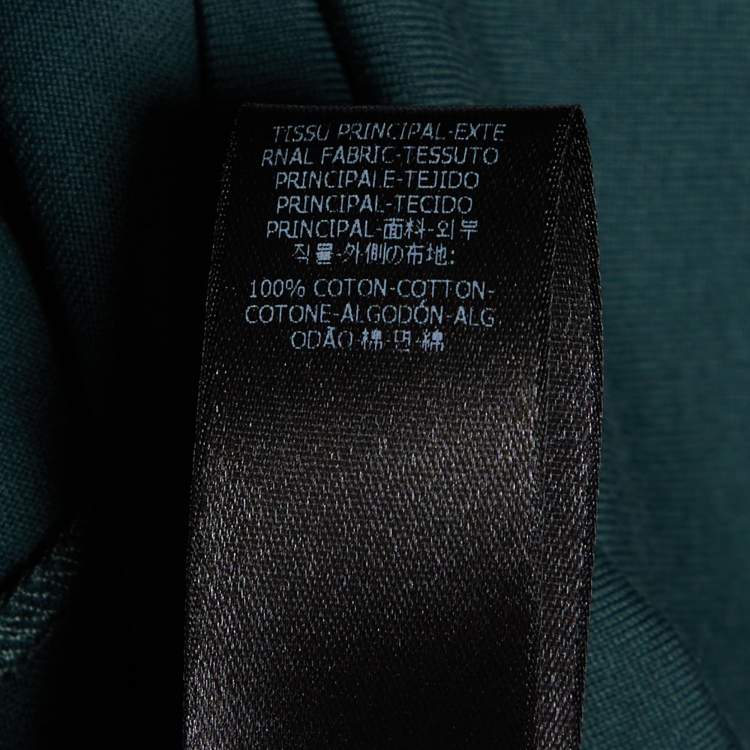 TISSU PRINCIPAL-EXTE
RNAL FABRIC-TESSUTO
PRINCIPALE-TEJIDO
PRINCIPAL-TECIDO
PRINCIPAL-面料-외부
직물-外側の布地:
100% COTON-COTTON-
COTONE-ALGODÓN-ALG
ODÃO-棉-면-綿